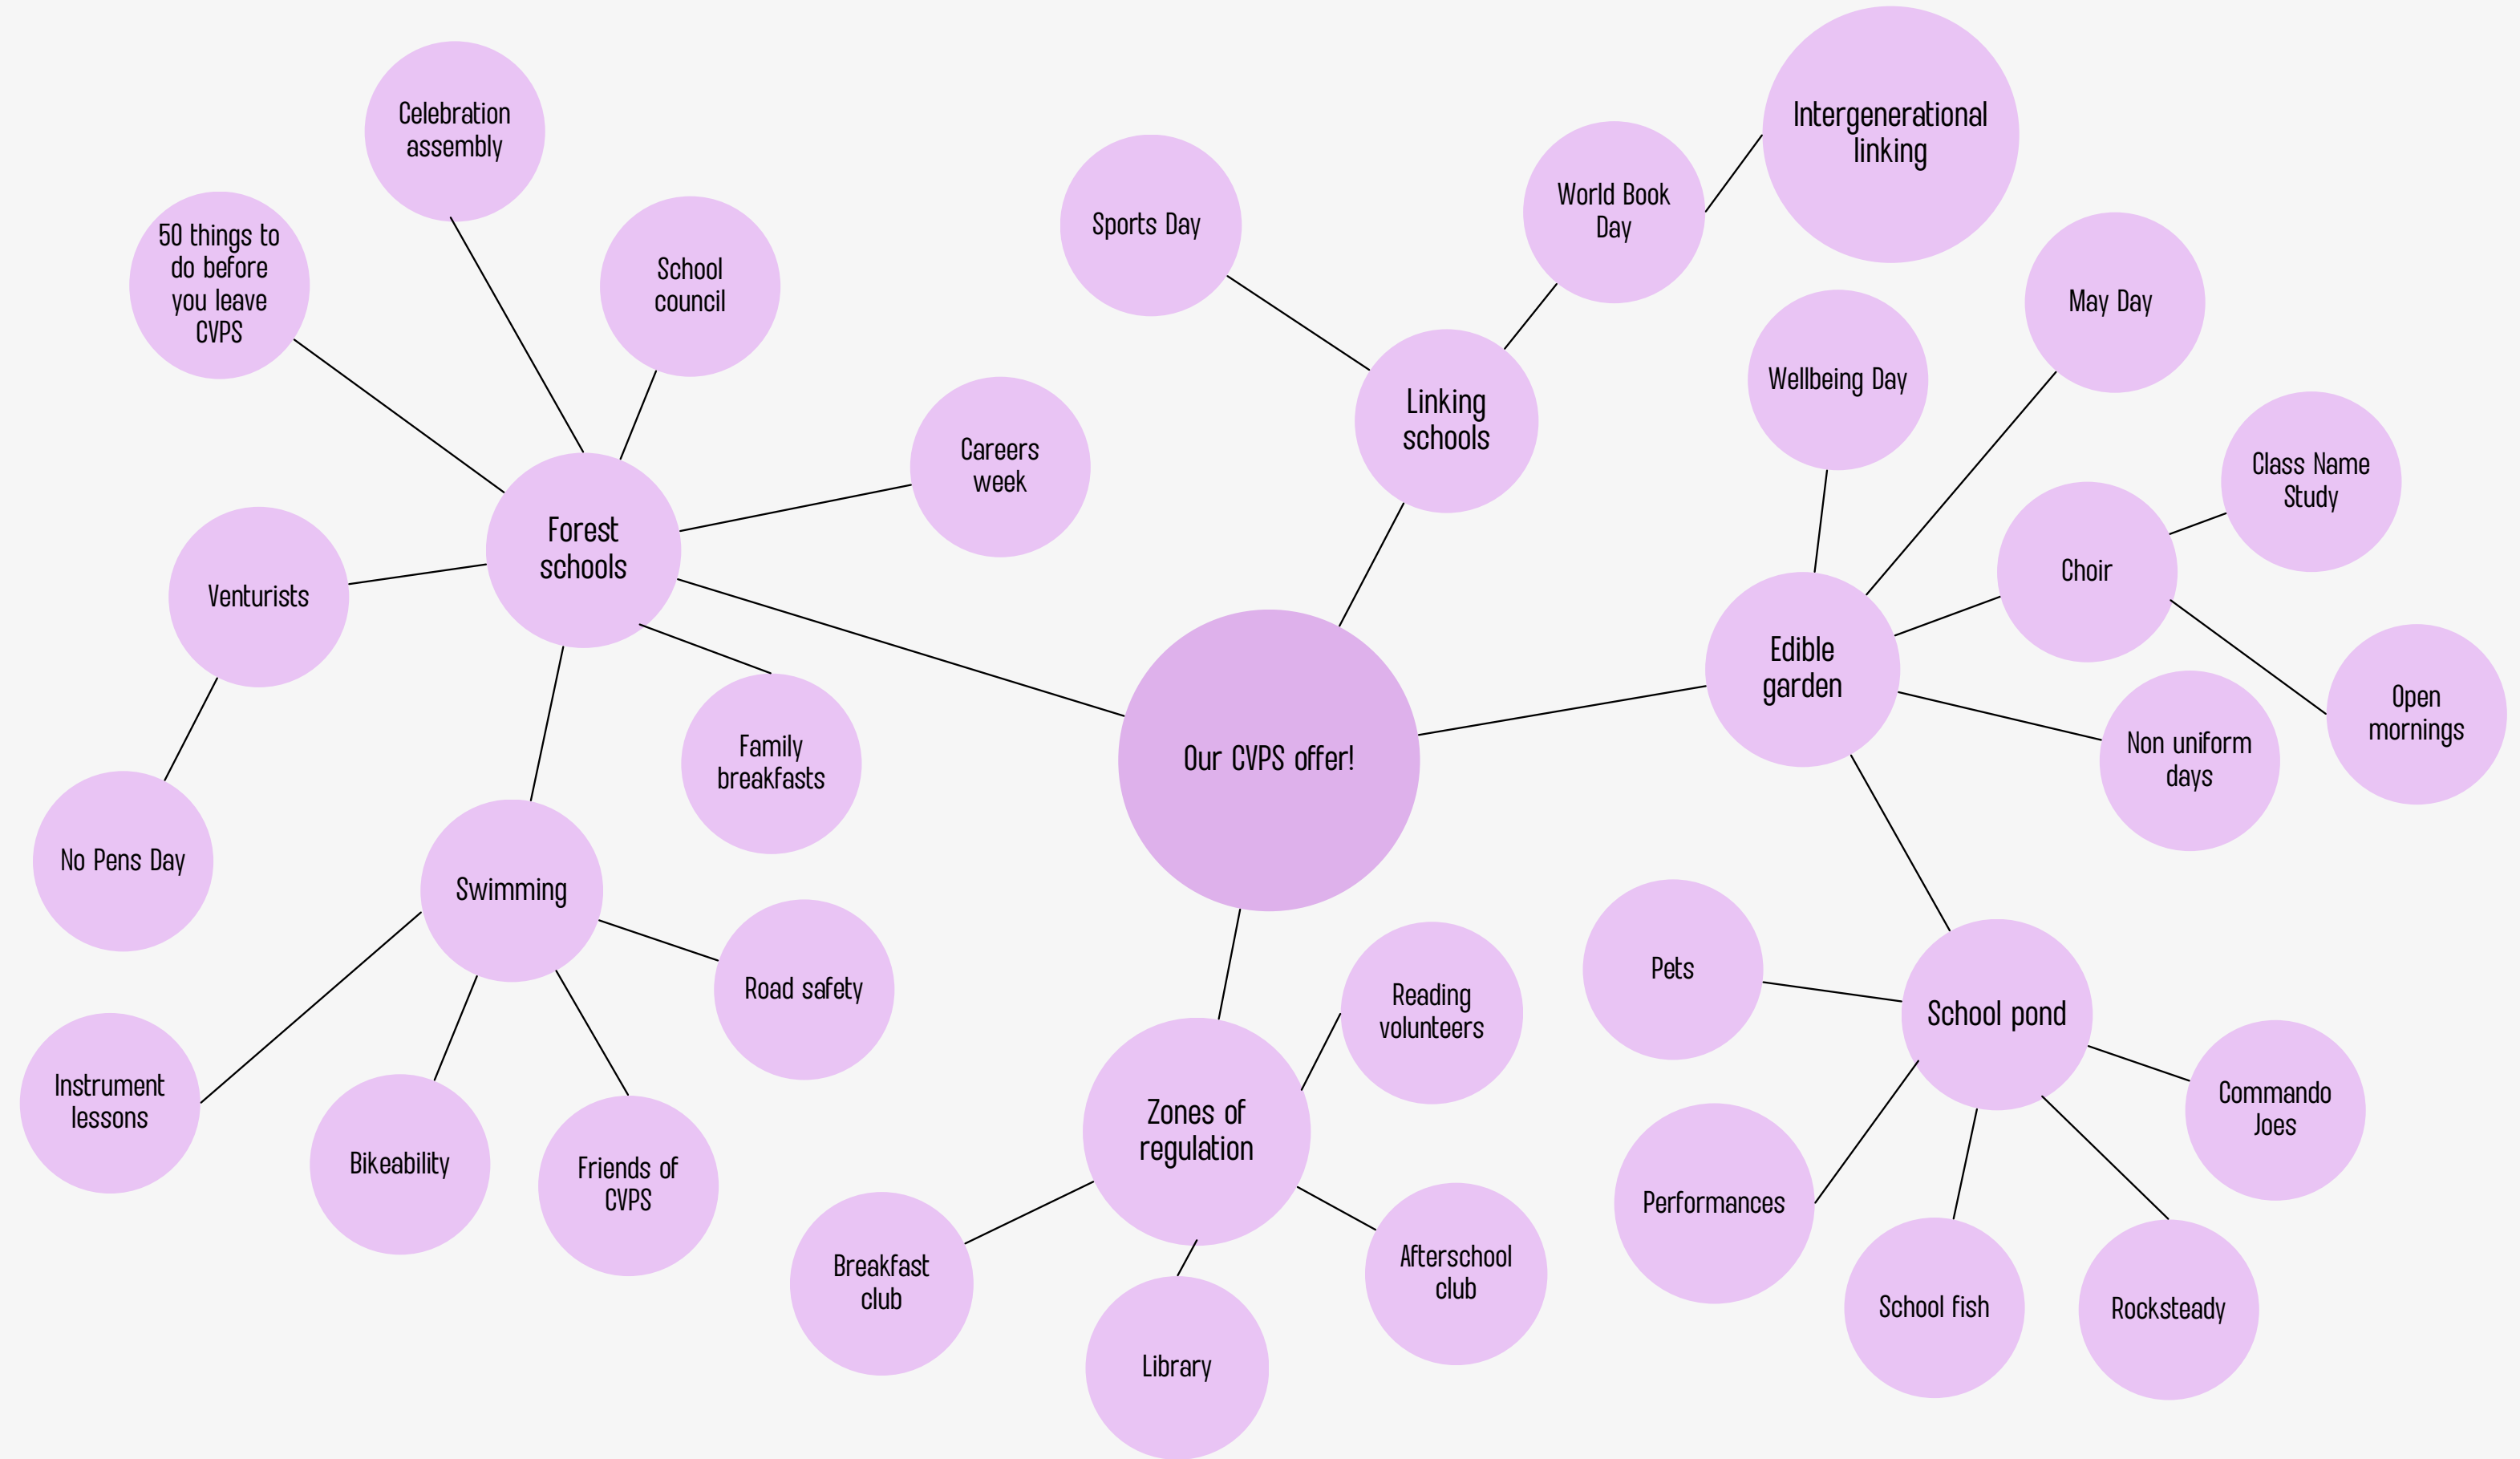 Celebration
assembly
50 things to
do before
you leave
CVPS
School
council
Careers
week
Forest
schools
Venturists
No Pens Day
Family
breakfasts
Swimming
Road safety
Instrument
lessons
Bikeability
Friends of
CVPS
Our CVPS offer!
Sports Day
World Book
Day
Intergenerational
linking
Linking
schools
Wellbeing Day
May Day
Class Name
Study
Choir
Open
mornings
Edible
garden
Non uniform
days
Pets
School pond
Commando
Joes
Performances
School fish
Rocksteady
Reading
volunteers
Zones of
regulation
Breakfast
club
Library
Afterschool
club